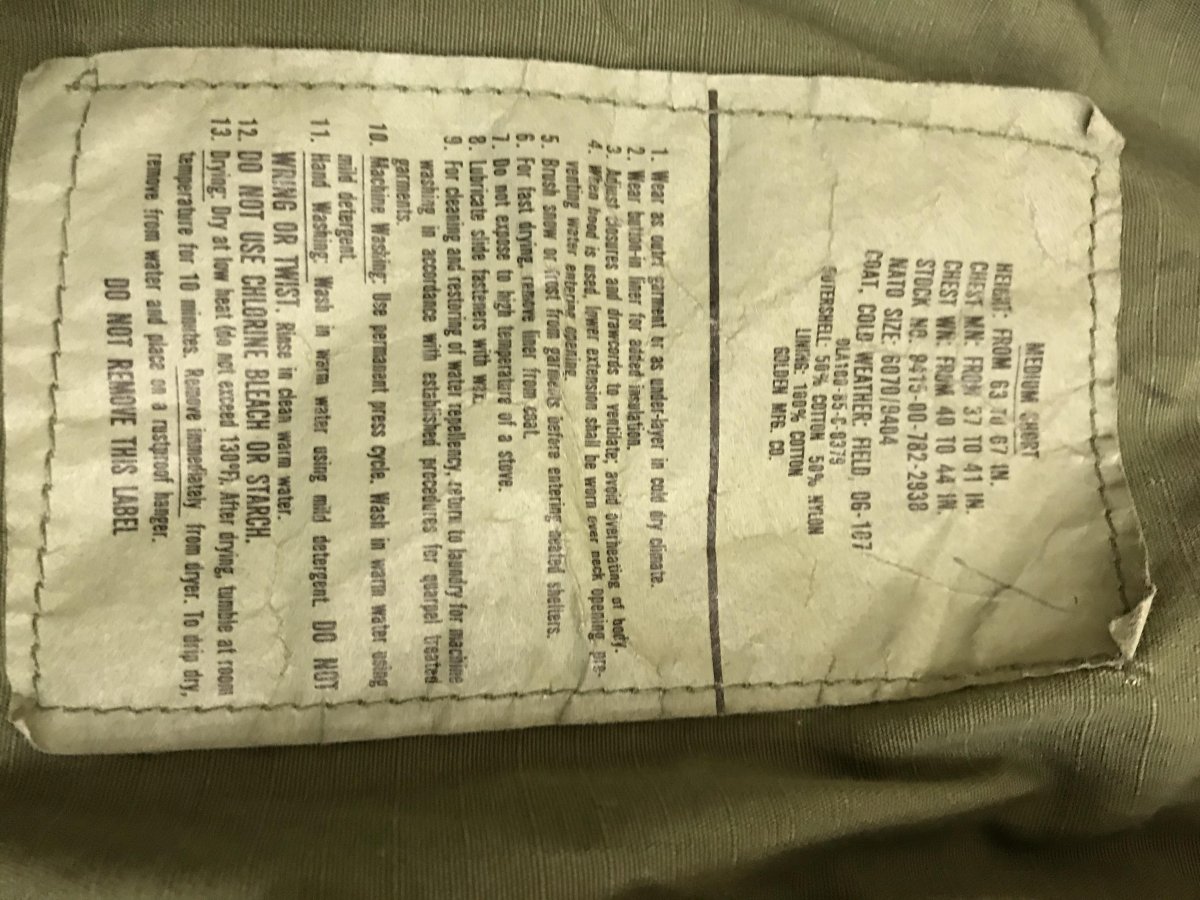 MEDIUM SHORT
HEIGHT: FROM 63 TO 67 IN.
CHEST MN: FROM 37 TO 41 IN.
CHEST WN: FROM 40 TO 44 IN
STOCK NO. 8415-00-782-2938
NATO SIZE: 6070/9404
COAT, COLD WEATHER: FIELD, OG-107
DLA100-85-C-0379
OUTERSHELL: 50% COTTON 50% NYLON
LINING: 100% COTTON
GOLDEN MFG. CO.
1. Wear as outr garment or as under-layer in cold dry climate.
2. Wear button-in liner for added insulation.
3. Adjust closures and drawcords to ventilate; avoid overheating of body.
4. When hood is used, lower extension shall be worn over neck opening, pre-
venting water entering opening.
5. Brush snow or frost from garments before entering heated shelters.
6. For fast drying, remove liner from coat.
7. Do not expose to high temperature of a stove.
8. Lubricate slide fasteners with wax.
9. For cleaning and restoring of water repellency, return to laundry for machine
washing in accordance with established procedures for quarpel treated
garments.
10. Machine Washing: Use permanent press cycle. Wash in warm water using
mild detergent.
11. Hand Washing: Wash in warm water using mild detergent. DO NOT
WRING OR TWIST. Rinse in clean warm water.
12. DO NOT USE CHLORINE BLEACH OR STARCH.
13. Drying: Dry at low heat (do not exceed 130°F). After drying, tumble at room
temperature for 10 minutes. Remove immediately from dryer. To drip dry,
remove from water and place on a rustproof hanger.
DO NOT REMOVE THIS LABEL